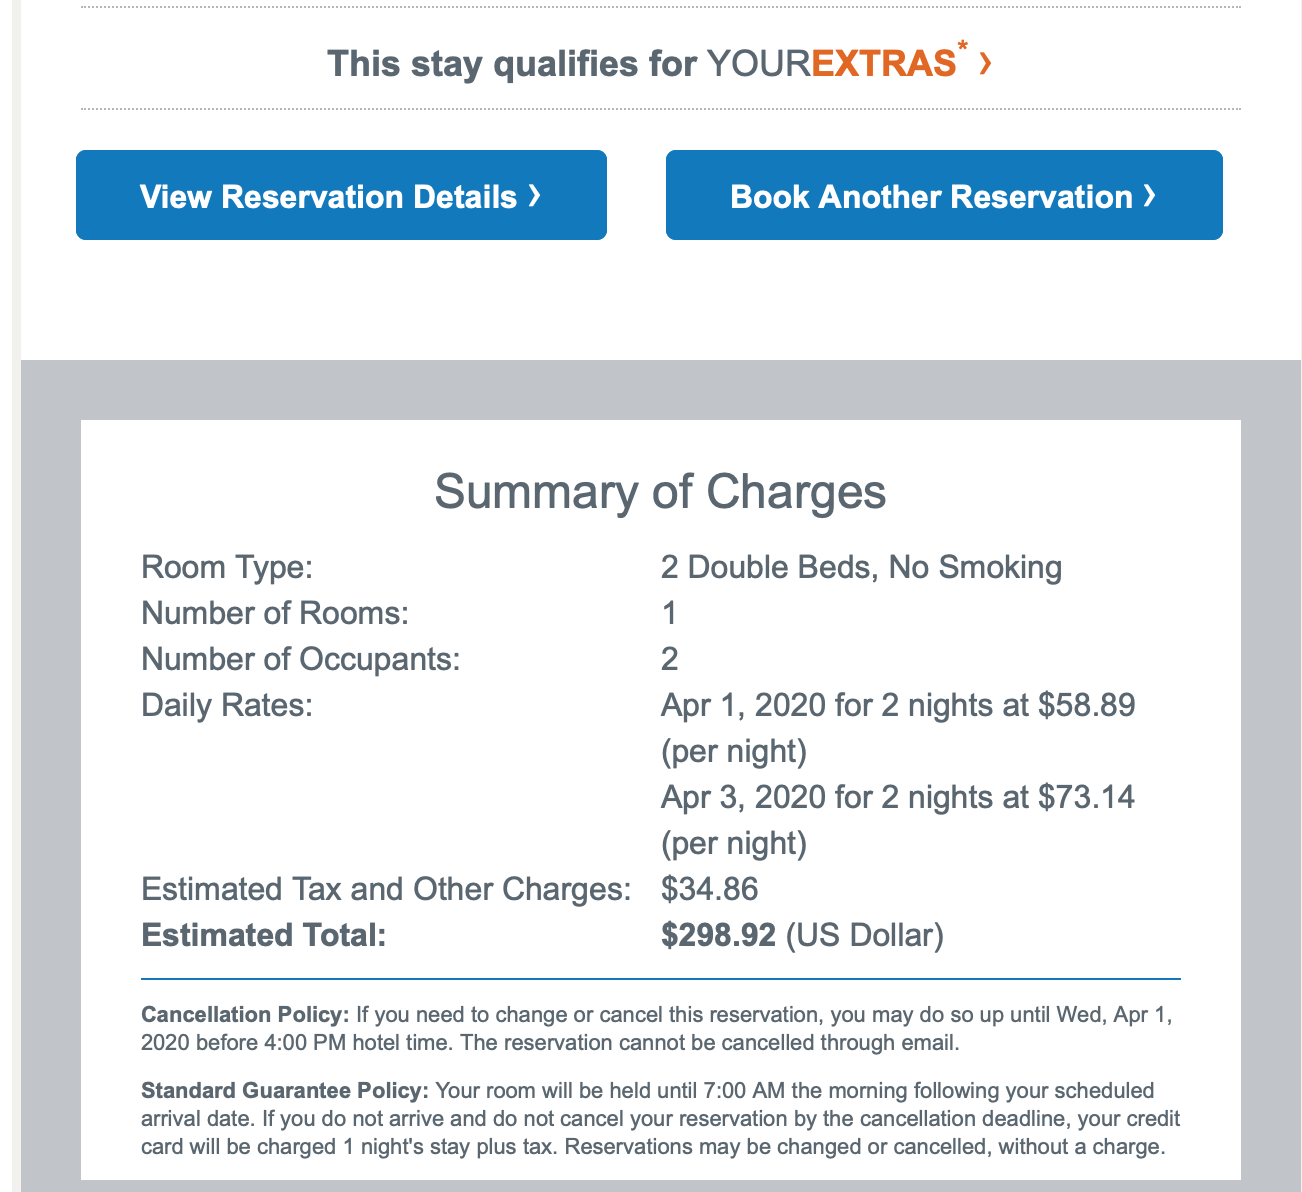 This stay qualifies for YOUREXTRAS* ›
View Reservation Details ›
Book Another Reservation ›
Summary of Charges
Room Type: 2 Double Beds, No Smoking
Number of Rooms: 1
Number of Occupants: 2
Daily Rates: Apr 1, 2020 for 2 nights at $58.89
(per night)
Apr 3, 2020 for 2 nights at $73.14
(per night)
Estimated Tax and Other Charges: $34.86
Estimated Total: $298.92 (US Dollar)
Cancellation Policy: If you need to change or cancel this reservation, you may do so up until Wed, Apr 1,
2020 before 4:00 PM hotel time. The reservation cannot be cancelled through email.
Standard Guarantee Policy: Your room will be held until 7:00 AM the morning following your scheduled
arrival date. If you do not arrive and do not cancel your reservation by the cancellation deadline, your credit
card will be charged 1 night's stay plus tax. Reservations may be changed or cancelled, without a charge.